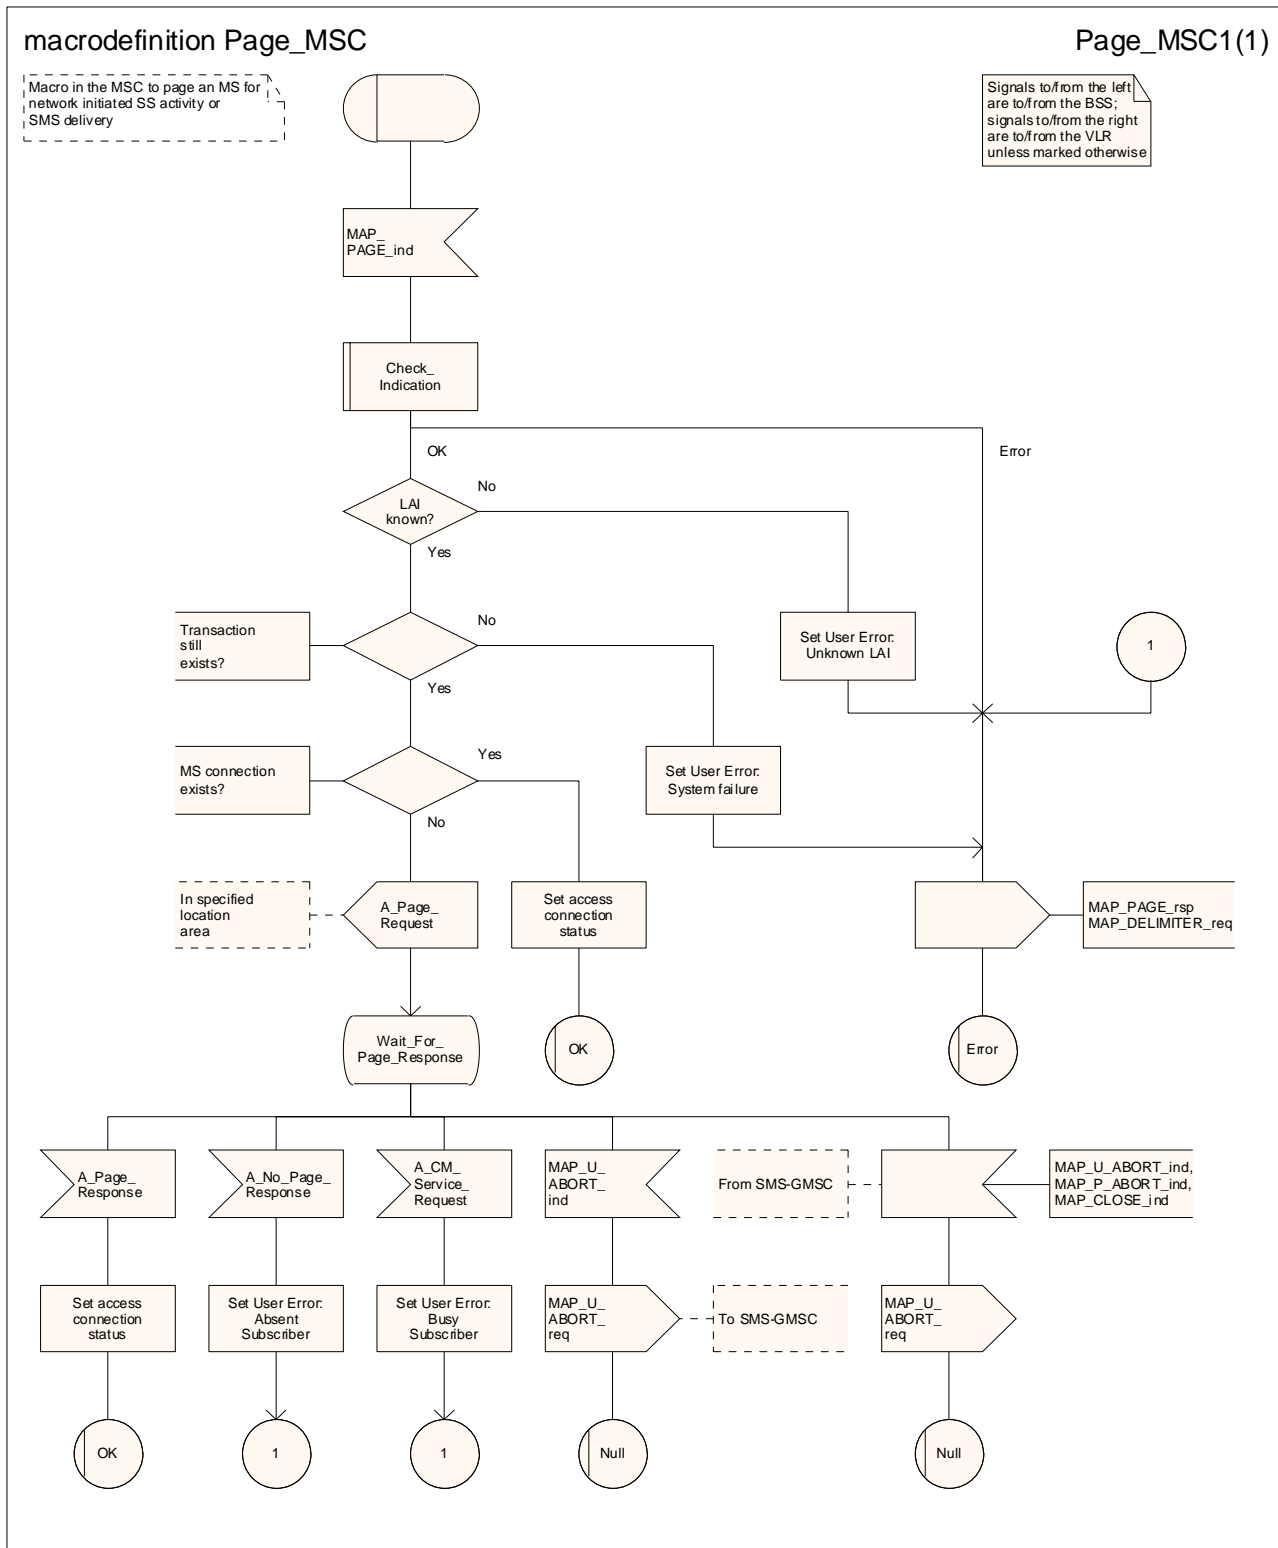 macrodefinition Page_MSC
Page_MSC1(1)
Macro in the MSC to page an MS for
network initiated SS activity or
SMS delivery
Signals to/from the left
are to/from the BSS;
signals to/from the right
are to/from the VLR
unless marked otherwise
MAP_
PAGE_ind
Check_
Indication
OK
Error
LAI
known?
No
Yes
Transaction
still
exists?
No
Yes
Set User Error:
Unknown LAI
1
MS connection
exists?
Yes
No
Set User Error:
System failure
In specified
location
area
A_Page_
Request
Set access
connection
status
MAP_PAGE_rsp
MAP_DELIMITER_req
Wait_For_
Page_Response
OK
Error
A_Page_
Response
A_No_Page_
Response
A_CM_
Service_
Request
MAP_U_
ABORT_
ind
From SMS-GMSC
MAP_U_ABORT_ind,
MAP_P_ABORT_ind,
MAP_CLOSE_ind
Set access
connection
status
Set User Error:
Absent
Subscriber
Set User Error:
Busy
Subscriber
MAP_U_
ABORT_
req
To SMS-GMSC
MAP_U_
ABORT_
req
OK
1
1
Null
Null